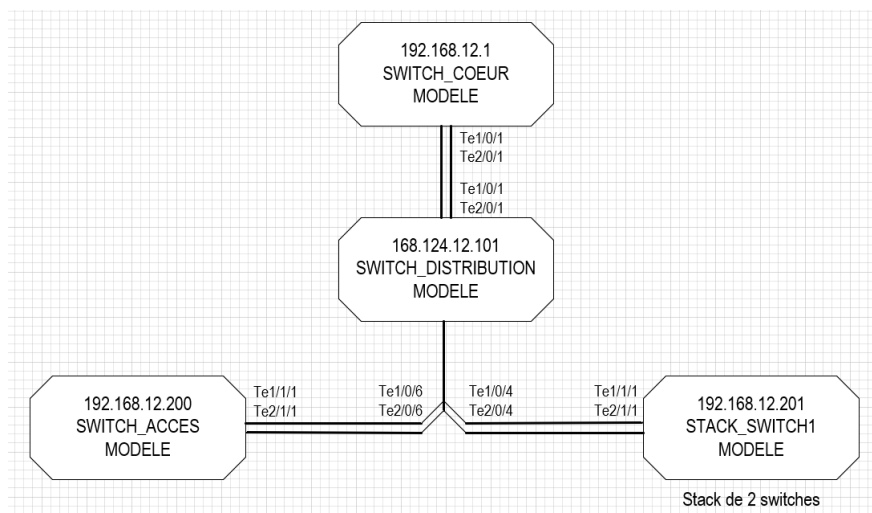 192.168.12.1
SWITCH_COEUR
MODELE
Te1/0/1
Te2/0/1
Te1/0/1
Te2/0/1
168.124.12.101
SWITCH_DISTRIBUTION
MODELE
192.168.12.200
SWITCH_ACCES
MODELE
Te1/1/1
Te2/1/1
Te1/0/6
Te2/0/6
Te1/0/4
Te2/0/4
Te1/1/1
Te2/1/1
192.168.12.201
STACK_SWITCH1
MODELE
Stack de 2 switches